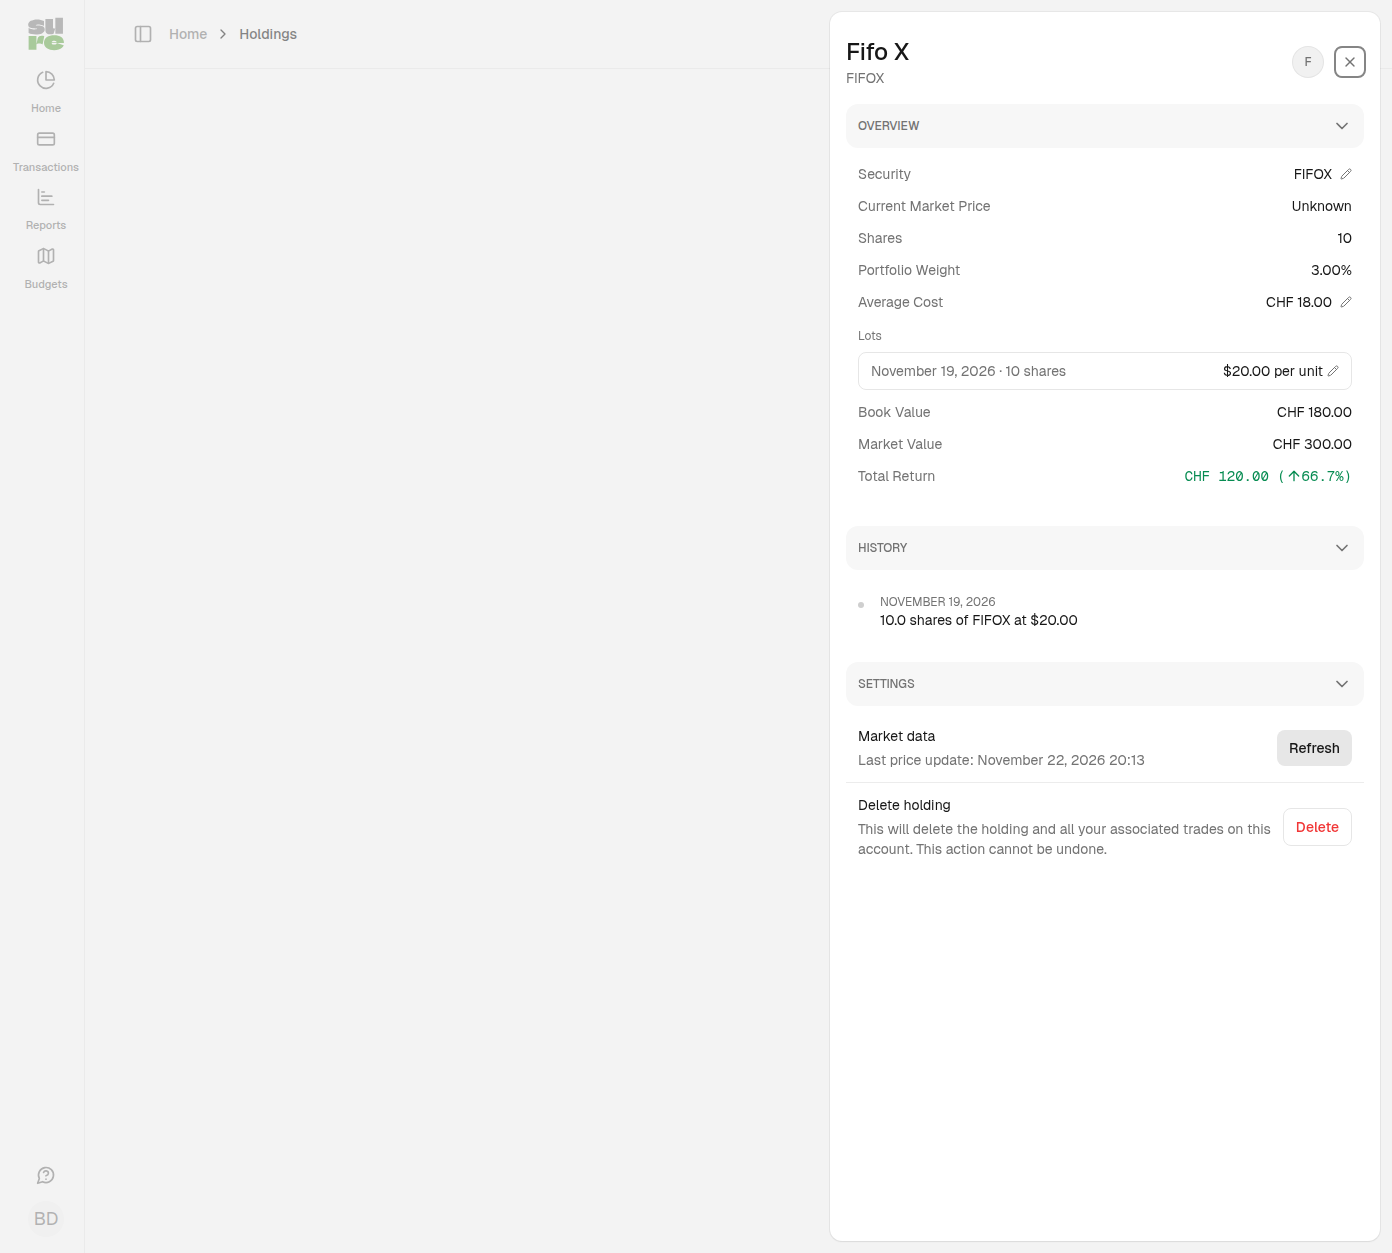 sure
Home
Transactions
Reports
Budgets
BD
Home > Holdings
Fifo X
FIFOX
F
OVERVIEW
Security FIFOX
Current Market Price Unknown
Shares 10
Portfolio Weight 3.00%
Average Cost CHF 18.00
Lots
November 19, 2026 · 10 shares $20.00 per unit
Book Value CHF 180.00
Market Value CHF 300.00
Total Return CHF 120.00 (↑66.7%)
HISTORY
NOVEMBER 19, 2026
10.0 shares of FIFOX at $20.00
SETTINGS
Market data
Last price update: November 22, 2026 20:13
Refresh
Delete holding
This will delete the holding and all your associated trades on this
account. This action cannot be undone.
Delete